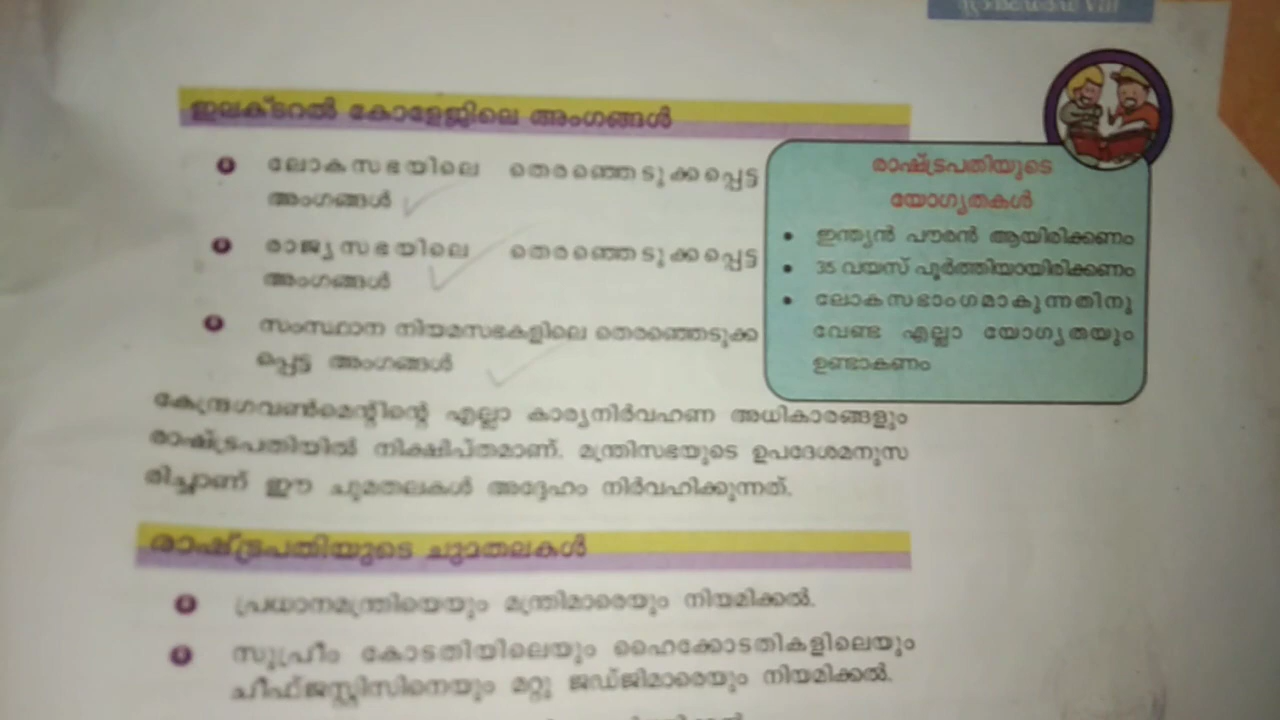 ഇലക്ടറൽ കോളേജിലെ അംഗങ്ങൾ
ലോകസഭയിലെ തെരഞ്ഞെടുക്കപ്പെട്ട
അംഗങ്ങൾ
രാജ്യസഭയിലെ തെരഞ്ഞെടുക്കപ്പെട്ട
അംഗങ്ങൾ
സംസ്ഥാന നിയമസഭകളിലെ തെരഞ്ഞെടുക്ക
പ്പെട്ട അംഗങ്ങൾ
രാഷ്ട്രപതിയുടെ
യോഗ്യതകൾ
• ഇന്ത്യൻ പൗരൻ ആയിരിക്കണം
• 35 വയസ് പൂർത്തിയായിരിക്കണം
• ലോകസഭാംഗമാകുന്നതിനു
വേണ്ട എല്ലാ യോഗ്യതയും
ഉണ്ടാകണം
കേന്ദ്രഗവൺമെന്റിന്റെ എല്ലാ കാര്യനിർവഹണ അധികാരങ്ങളും
രാഷ്ട്രപതിയിൽ നിക്ഷിപ്തമാണ്. മന്ത്രിസഭയുടെ ഉപദേശമനുസ
രിച്ചാണ് ഈ ചുമതലകൾ അദ്ദേഹം നിർവഹിക്കുന്നത്.
രാഷ്ട്രപതിയുടെ ചുമതലകൾ
പ്രധാനമന്ത്രിയെയും മന്ത്രിമാരെയും നിയമിക്കൽ.
സുപ്രീം കോടതിയിലെയും ഹൈക്കോടതികളിലെയും
ചീഫ്ജസ്റ്റിസിനെയും മറ്റു ജഡ്ജിമാരെയും നിയമിക്കൽ.